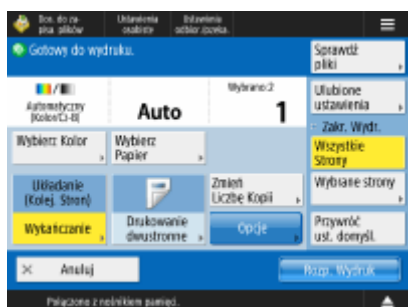 Dos. do za-
pisa. plików
Ustawienia
osobiste
Ustawienia
odbior./pzyka.
Gotowy do wydruku.
Sprawdź
pliki
Automatyczny
(Kolor/Cz-B)
Auto
Wybrano:2
1
Ulubione
ustawienia
Zakr. Wydr.
Wybierz Kolor
Wybierz
Papier
Wszystkie
Strony
Układanie
(Kolej. Stron)
Zmień
Liczbę Kopii
Wybrane strony
Wykańczanie
Drukowanie
dwustronne
Opcje
Przywróć
ust. domyśl.
Anuluj
Rozp. Wydruk
Połączono z nośnikiem pamięci.